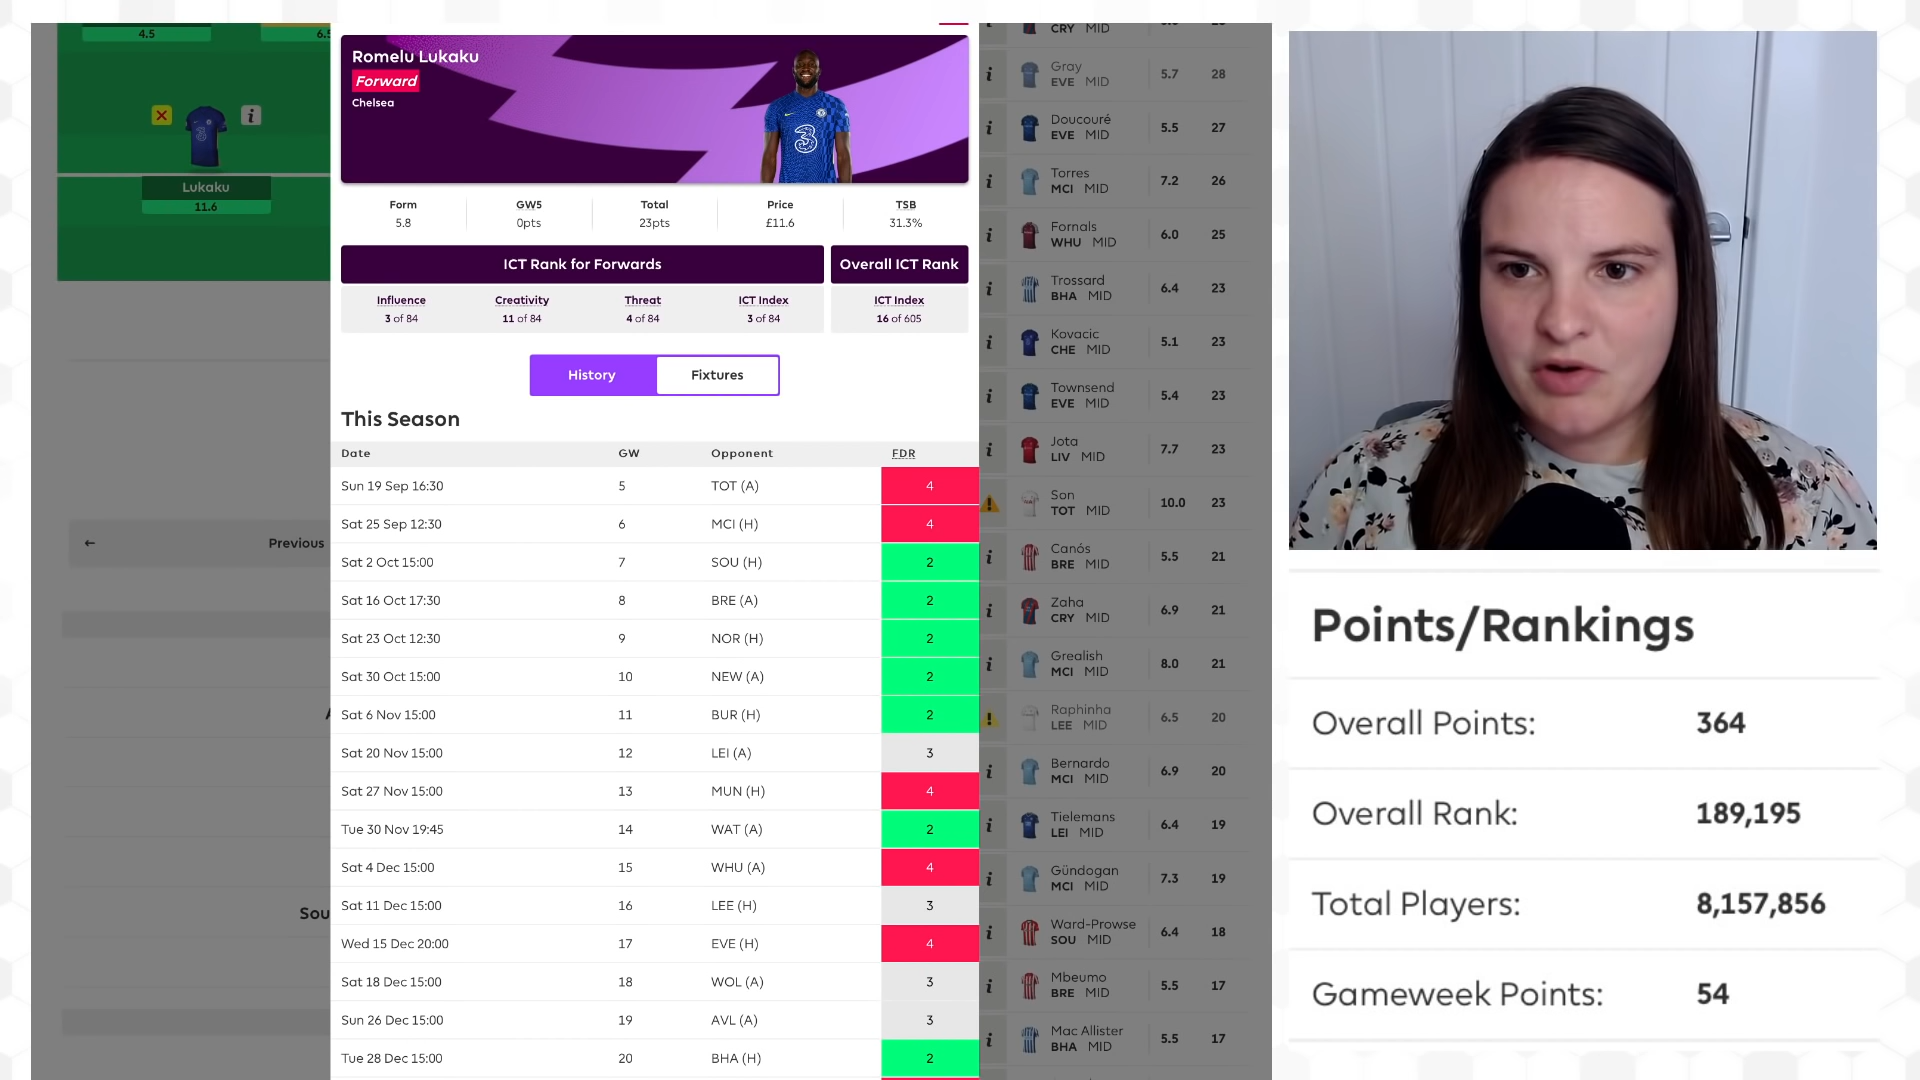 4.5
6.5
Lukaku
11.6
Previous
Sou
Romelu Lukaku
Forward
Chelsea
Form GW5 Total Price TSB
5.8 0pts 23pts £11.6 31.3%
ICT Rank for Forwards Overall ICT Rank
Influence Creativity Threat ICT Index ICT Index
3 of 84 11 of 84 4 of 84 3 of 84 16 of 605
History Fixtures
This Season
Date GW Opponent FDR
Sun 19 Sep 16:30 5 TOT (A) 4
Sat 25 Sep 12:30 6 MCI (H) 4
Sat 2 Oct 15:00 7 SOU (H) 2
Sat 16 Oct 17:30 8 BRE (A) 2
Sat 23 Oct 12:30 9 NOR (H) 2
Sat 30 Oct 15:00 10 NEW (A) 2
Sat 6 Nov 15:00 11 BUR (H) 2
Sat 20 Nov 15:00 12 LEI (A) 3
Sat 27 Nov 15:00 13 MUN (H) 4
Tue 30 Nov 19:45 14 WAT (A) 2
Sat 4 Dec 15:00 15 WHU (A) 4
Sat 11 Dec 15:00 16 LEE (H) 3
Wed 15 Dec 20:00 17 EVE (H) 4
Sat 18 Dec 15:00 18 WOL (A) 3
Sun 26 Dec 15:00 19 AVL (A) 3
Tue 28 Dec 15:00 20 BHA (H) 2
CRY MID
Gray 5.7 28
EVE MID
Doucouré 5.5 27
EVE MID
Torres 7.2 26
MCI MID
Fornals 6.0 25
WHU MID
Trossard 6.4 23
BHA MID
Kovacic 5.1 23
CHE MID
Townsend 5.4 23
EVE MID
Jota 7.7 23
LIV MID
Son 10.0 23
TOT MID
Canós 5.5 21
BRE MID
Zaha 6.9 21
CRY MID
Grealish 8.0 21
MCI MID
Raphinha 6.5 20
LEE MID
Bernardo 6.9 20
MCI MID
Tielemans 6.4 19
LEI MID
Gündogan 7.3 19
MCI MID
Ward-Prowse 6.4 18
SOU MID
Mbeumo 5.5 17
BRE MID
Mac Allister 5.5 17
BHA MID
Points/Rankings
Overall Points: 364
Overall Rank: 189,195
Total Players: 8,157,856
Gameweek Points: 54